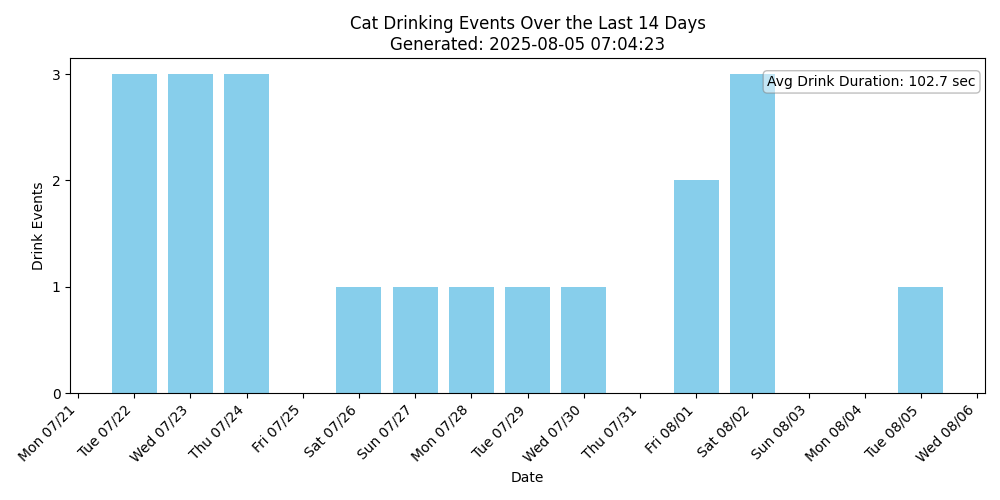 Cat Drinking Events Over the Last 14 Days
Generated: 2025-08-05 07:04:23
Avg Drink Duration: 102.7 sec
Drink Events
3
2
1
0
Mon 07/21
Tue 07/22
Wed 07/23
Thu 07/24
Fri 07/25
Sat 07/26
Sun 07/27
Mon 07/28
Tue 07/29
Wed 07/30
Thu 07/31
Fri 08/01
Sat 08/02
Sun 08/03
Mon 08/04
Tue 08/05
Wed 08/06
Date